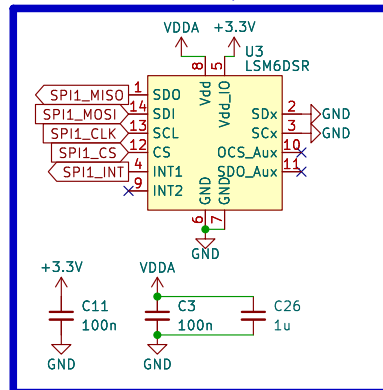 VDDA +3.3V
U3
LSM6DSR
8 5
SPI1_MISO 1 SDO Vdd Vdd_IO
SPI1_MOSI 14 SDI SDx 2 GND
SPI1_CLK 13 SCL SCx 3 GND
SPI1_CS 12 CS OCS_Aux 10
SPI1_INT 4 INT1 SDO_Aux 11
9 INT2 GND GND
6 7
GND
+3.3V VDDA
C11 C3 C26
100n 100n 1u
GND GND